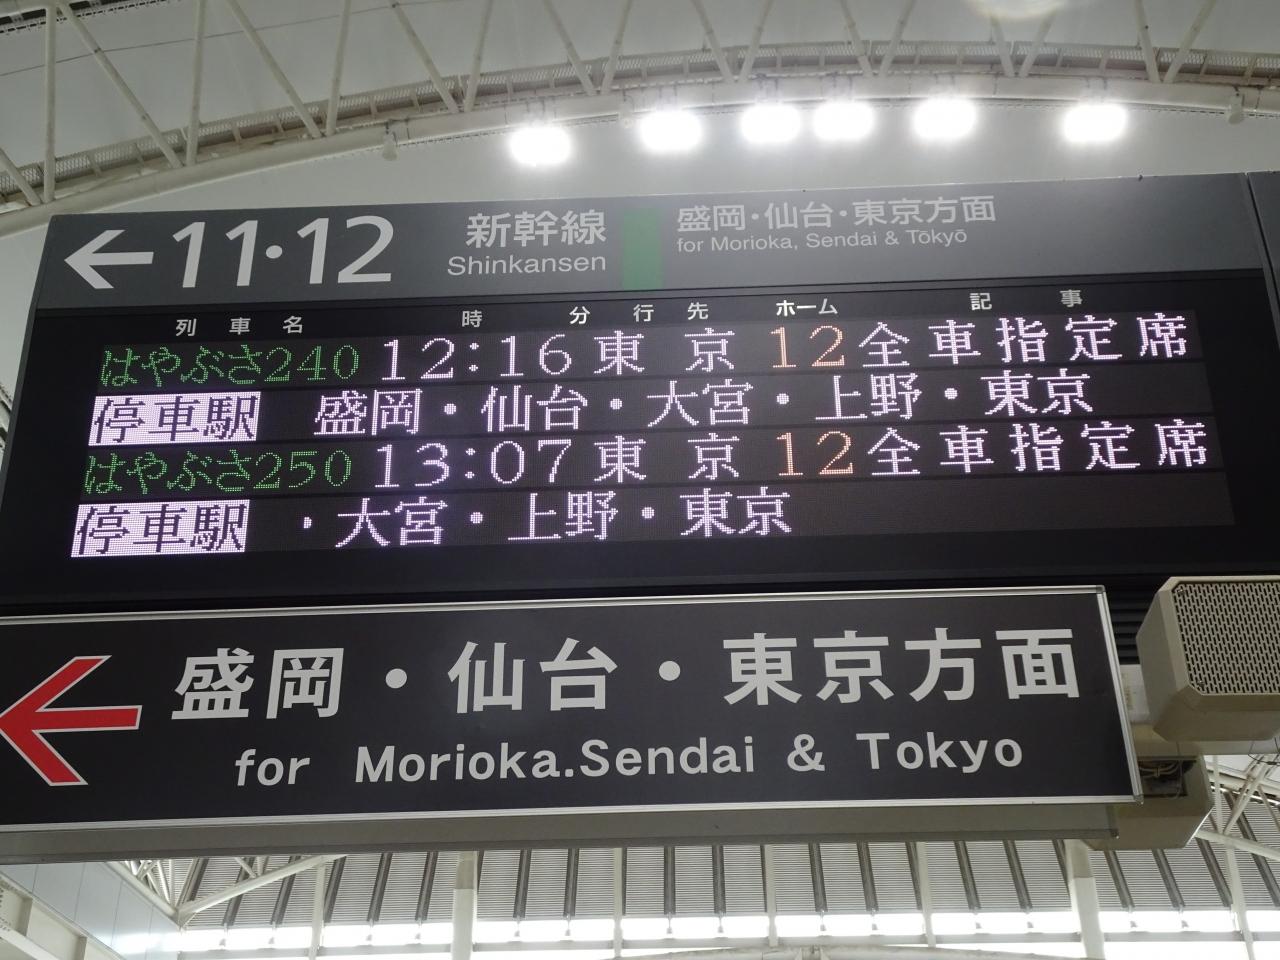 ←11・12 新幹線 盛岡・仙台・東京方面
Shinkansen for Morioka, Sendai & Tōkyō
列車名 時分 行先 ホーム 記事
はやぶさ240 12:16 東京 12 全車指定席
停車駅 盛岡・仙台・大宮・上野・東京
はやぶさ250 13:07 東京 12 全車指定席
停車駅 ・大宮・上野・東京
← 盛岡・仙台・東京方面
for Morioka.Sendai & Tokyo